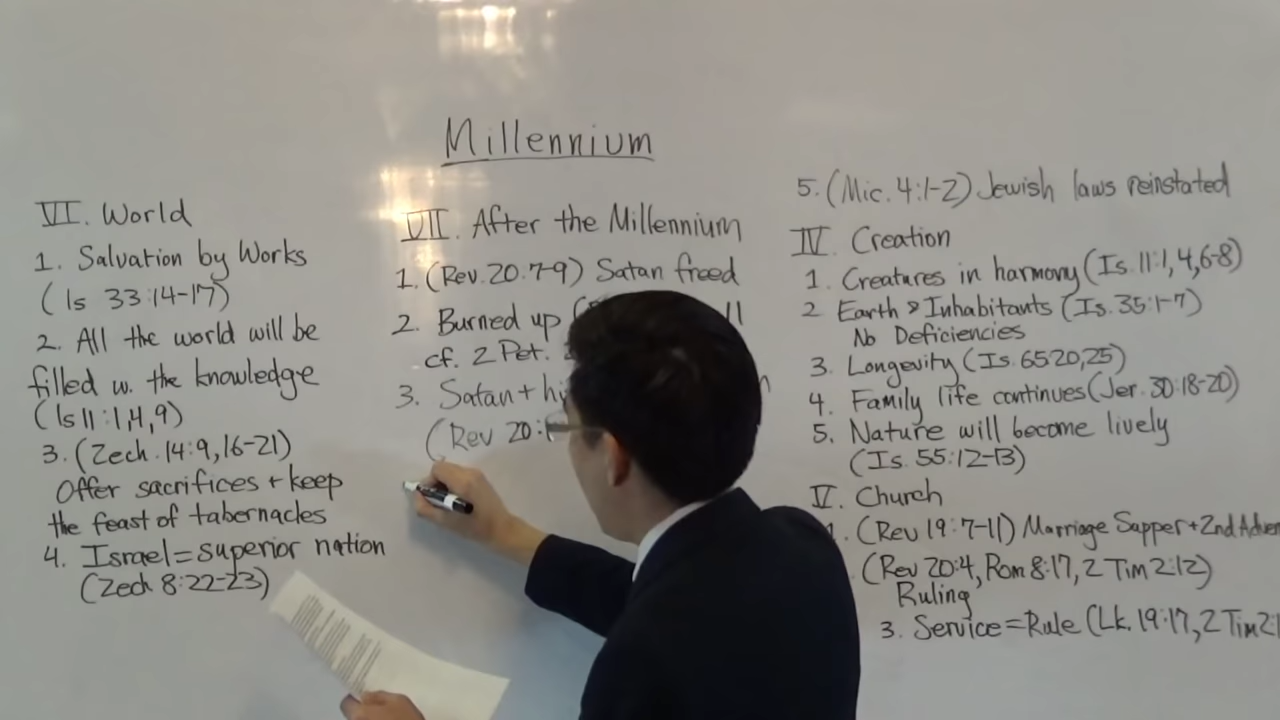 Millennium
VI. World
1. Salvation by Works
(Is 33:14-17)
2. All the world will be
filled w. the knowledge
(Is 11:1,4,9)
3. (Zech. 14:9,16-21)
Offer sacrifices + keep
the feast of tabernacles
4. Israel=superior nation
(Zech 8:22-23)
VII. After the Millennium
1. (Rev. 20:7-9) Satan freed
2. Burned up
cf. 2 Pet.
3. Satan +
(Rev 20:
5. (Mic. 4:1-2) Jewish laws reinstated
IV Creation
1. Creatures in harmony (Is. 11:1,4,6-8)
2 Earth & Inhabitants (Is. 35:1-7)
No Deficiencies
3. Longevity (Is. 65:20,25)
4. Family life continues (Jer. 30:18-20)
5. Nature will become lively
(Is. 55:12-13)
V. Church
1. (Rev 19:7-11) Marriage Supper + 2nd
(Rev 20:4, Rom 8:17, 2 Tim 2:12)
Ruling
3. Service=Rule (Lk. 19:17, 2 Tim 2: